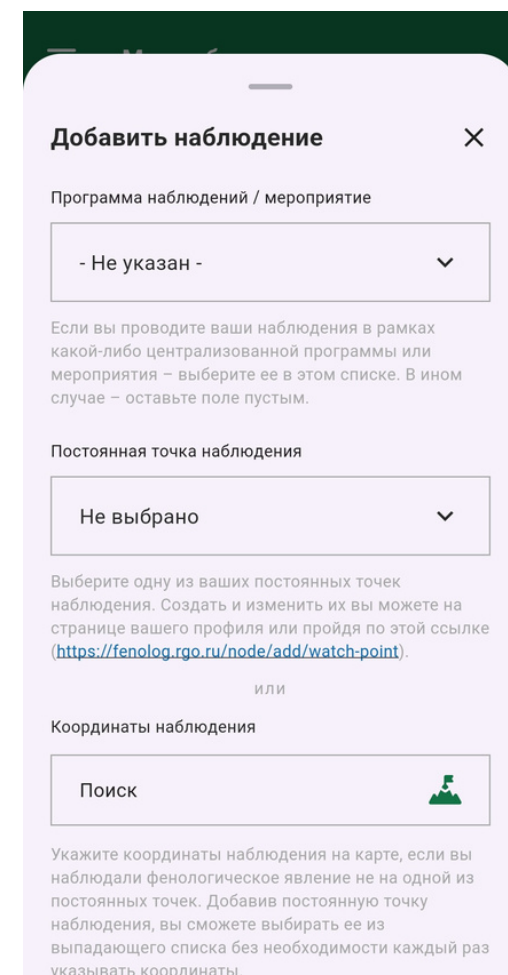 Добавить наблюдение
Программа наблюдений / мероприятие
- Не указан -
Если вы проводите ваши наблюдения в рамках
какой-либо централизованной программы или
мероприятия – выберите ее в этом списке. В ином
случае – оставьте поле пустым.
Постоянная точка наблюдения
Не выбрано
Выберите одну из ваших постоянных точек
наблюдения. Создать и изменить их вы можете на
странице вашего профиля или пройдя по этой ссылке
(https://fenolog.rgo.ru/node/add/watch-point).
или
Координаты наблюдения
Поиск
Укажите координаты наблюдения на карте, если вы
наблюдали фенологическое явление не на одной из
постоянных точек. Добавив постоянную точку
наблюдения, вы сможете выбирать ее из
выпадающего списка без необходимости каждый раз
указывать координаты.